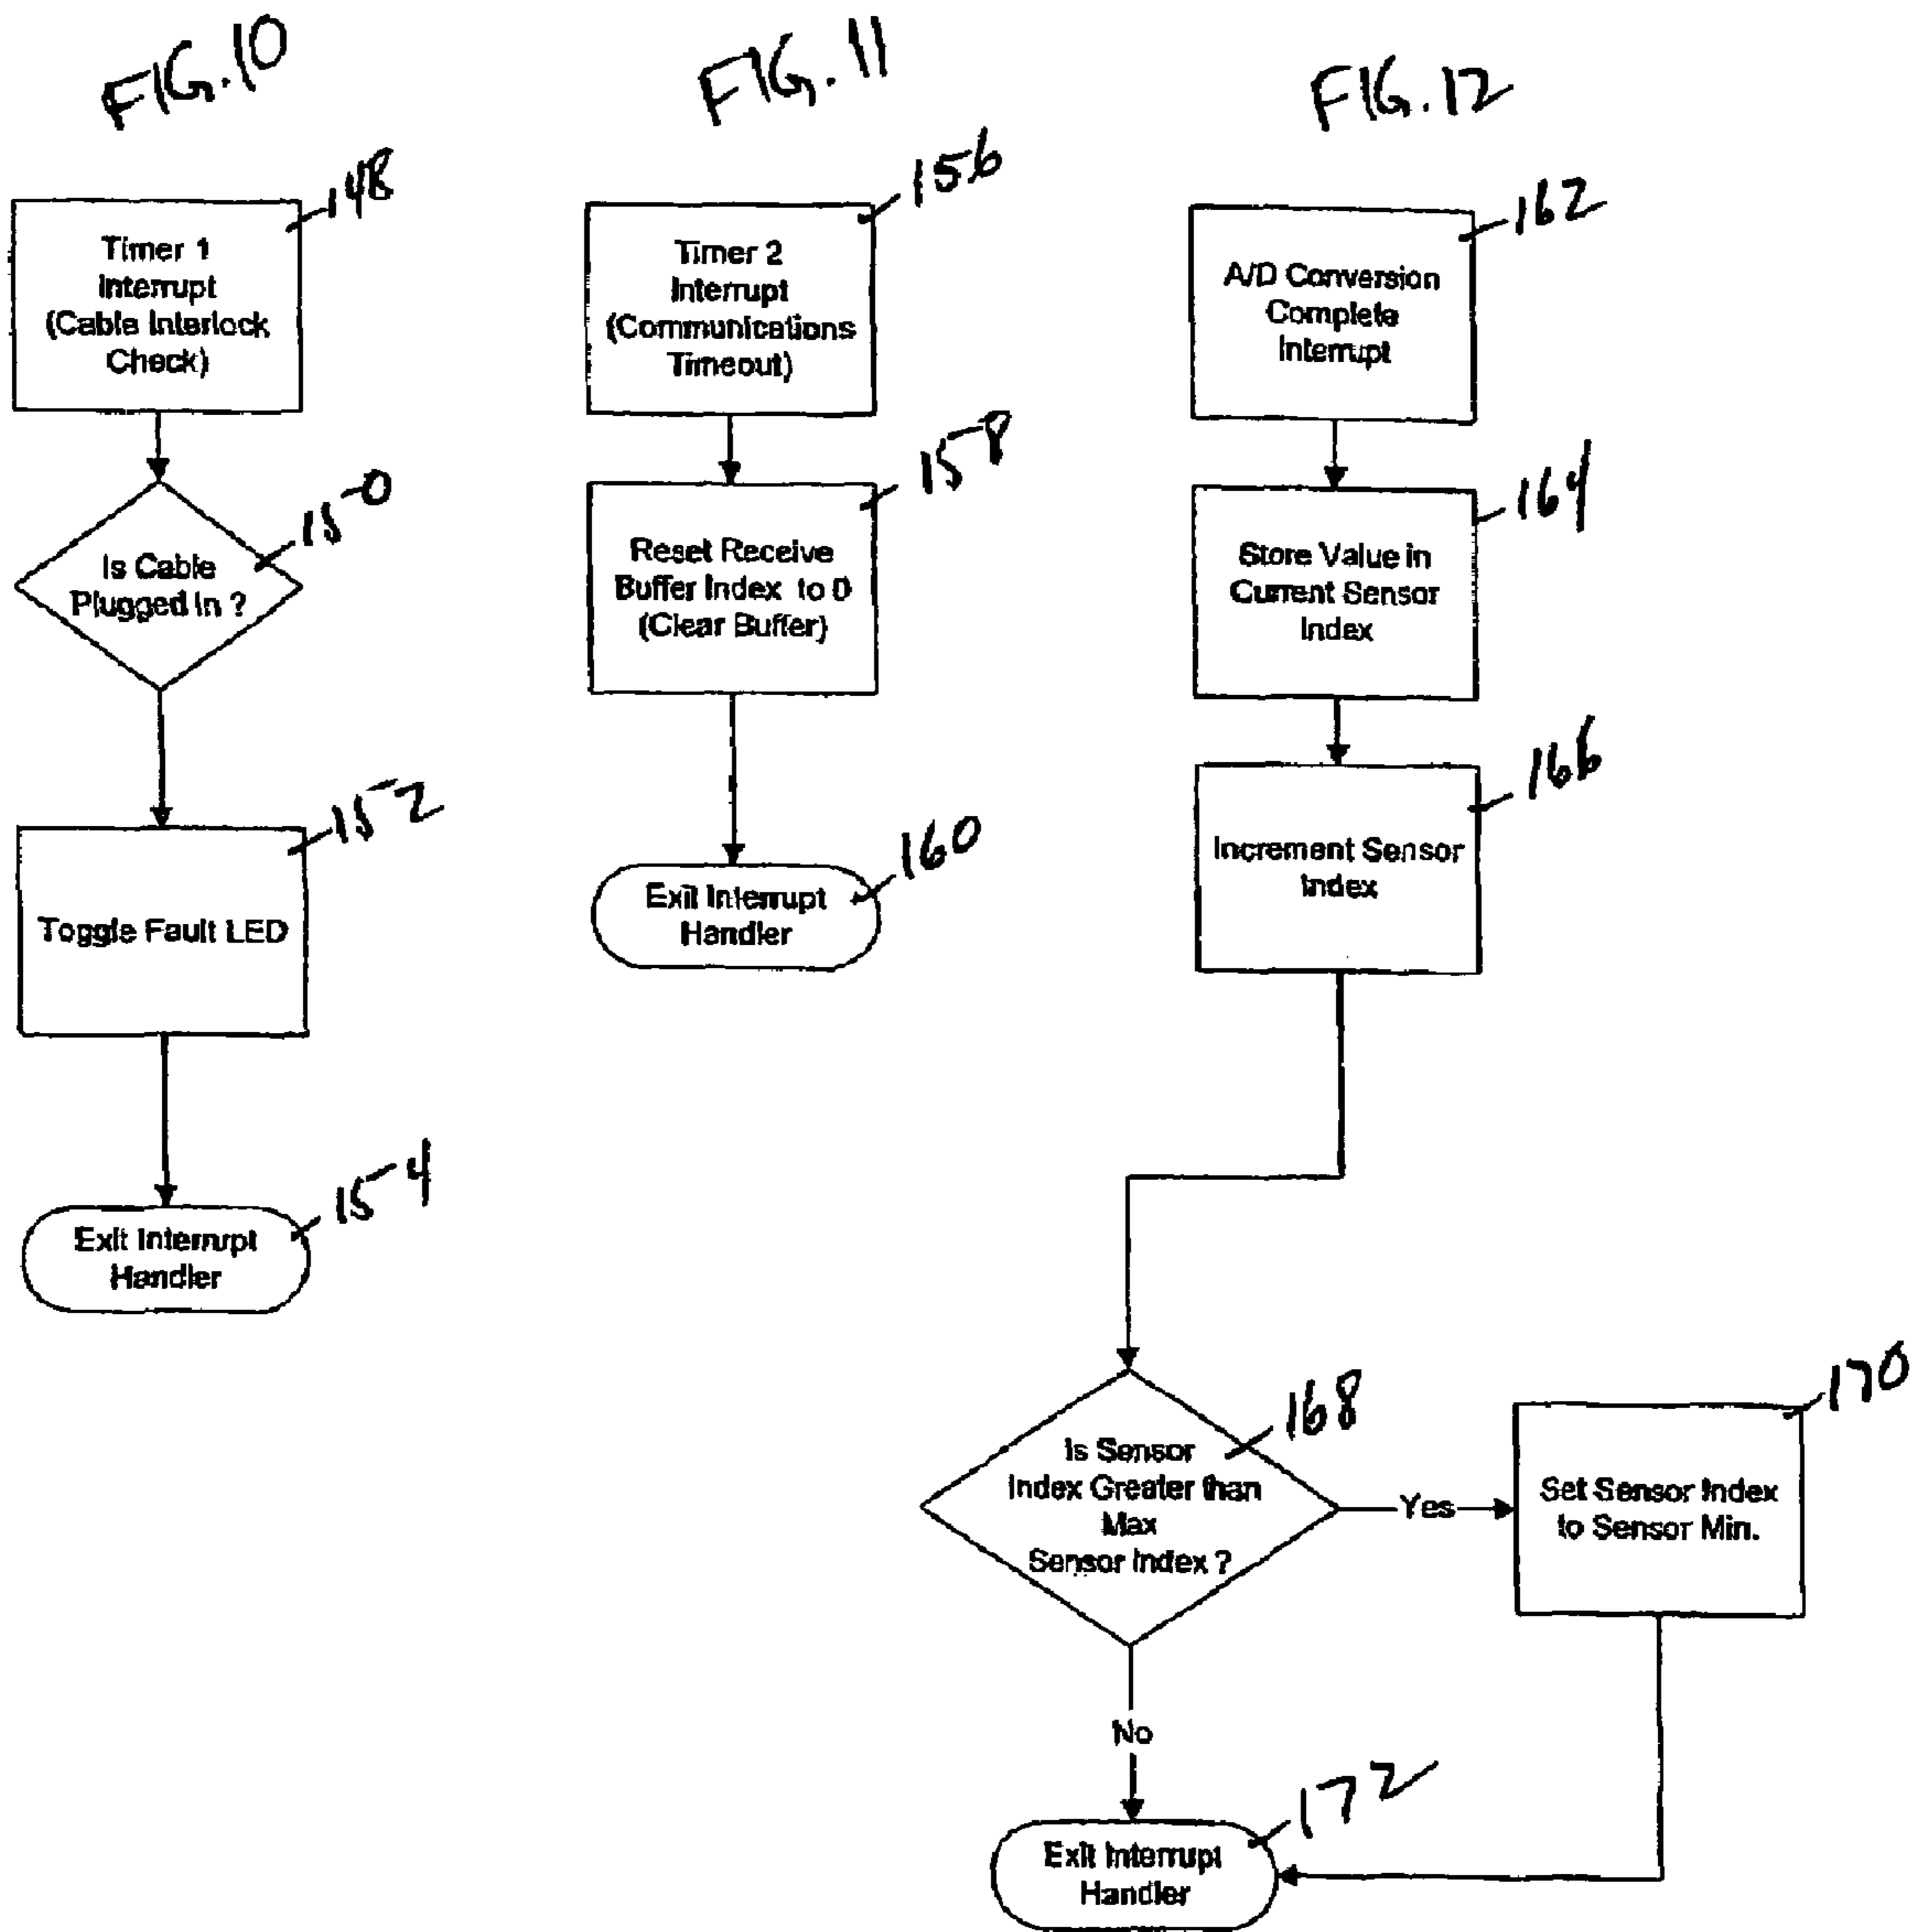 FIG. 10
148
Timer 1
Interrupt
(Cable Interlock
Check)
150
Is Cable
Plugged In ?
152
Toggle Fault LED
154
Exit Interrupt
Handler
FIG. 11
156
Timer 2
Interrupt
(Communications
Timeout)
158
Reset Receive
Buffer Index to 0
(Clear Buffer)
160
Exit Interrupt
Handler
FIG. 12
162
A/D Conversion
Complete
Interrupt
164
Store Value in
Current Sensor
Index
166
Increment Sensor
Index
168
Is Sensor
Index Greater than
Max
Sensor Index ?
Yes
170
Set Sensor Index
to Sensor Min.
No
172
Exit Interrupt
Handler